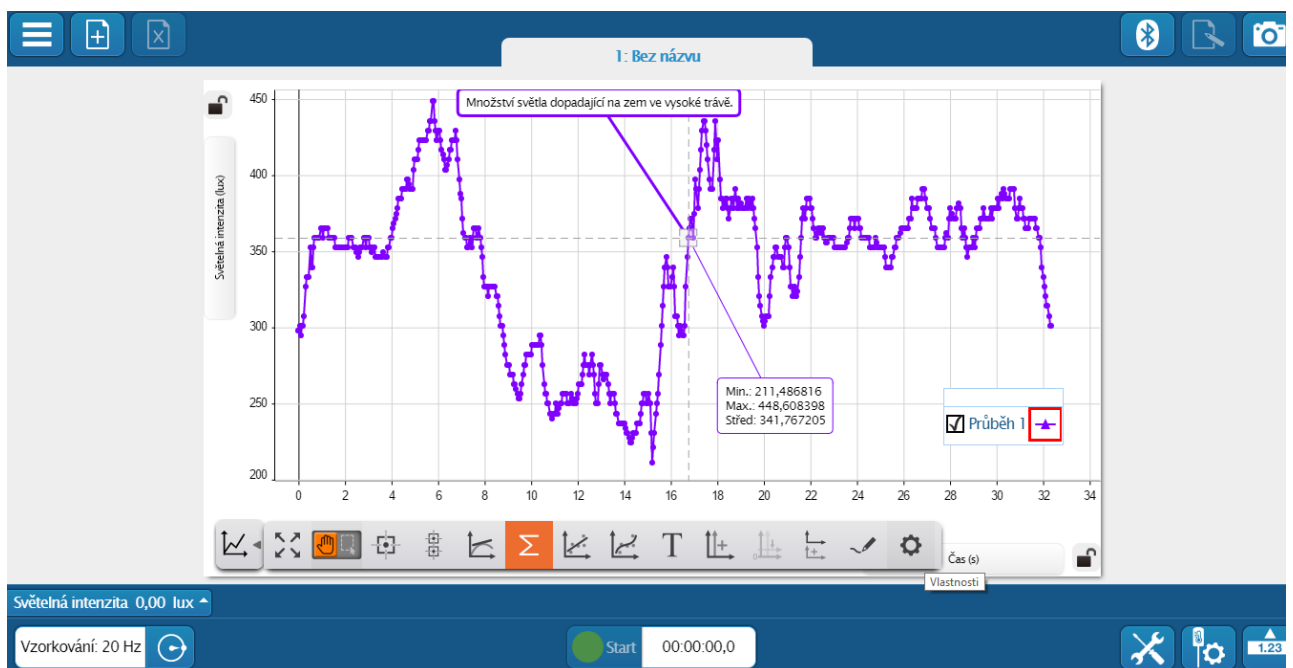 1: Bez názvu
Množství světla dopadající na zem ve vysoké trávě.
450
400
350
300
250
200
Světelná intenzita (lux)
Min.: 211,486816
Max.: 448,608398
Střed: 341,767205
Průběh 1
0 2 4 6 8 10 12 14 16 18 20 22 24 26 28 30 32 34
Σ T
Čas (s)
Vlastnosti
Světelná intenzita 0,00 lux
Vzorkování: 20 Hz
Start
00:00:00,0
1.23